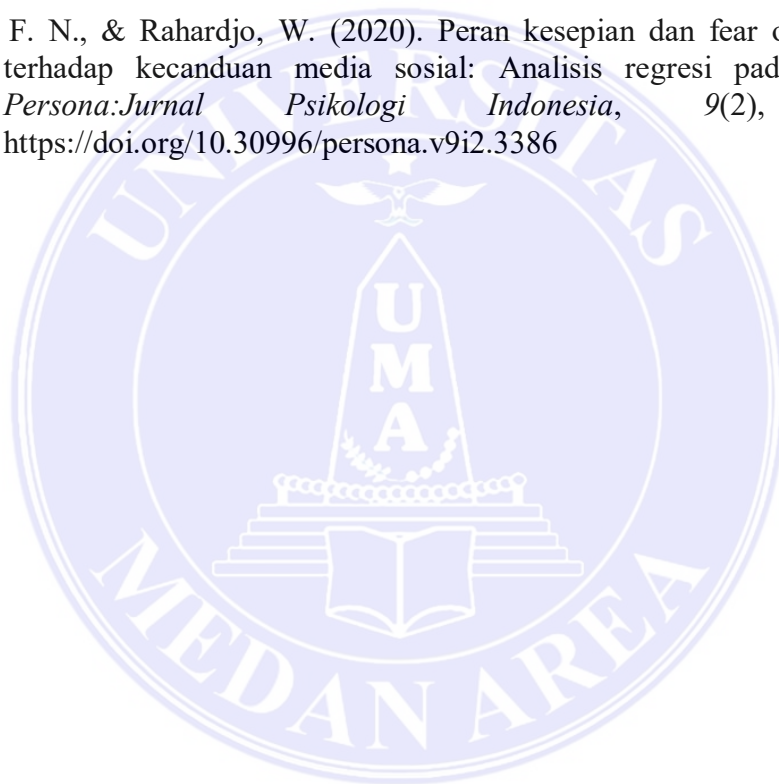 F. N., & Rahardjo, W. (2020). Peran kesepian dan fear
terhadap kecanduan media sosial: Analisis regresi
Persona:Jurnal Psikologi Indonesia, 9(2),
https://doi.org/10.30996/persona.v9i2.3386
UNIVERSITAS
UMA
MEDAN AREA